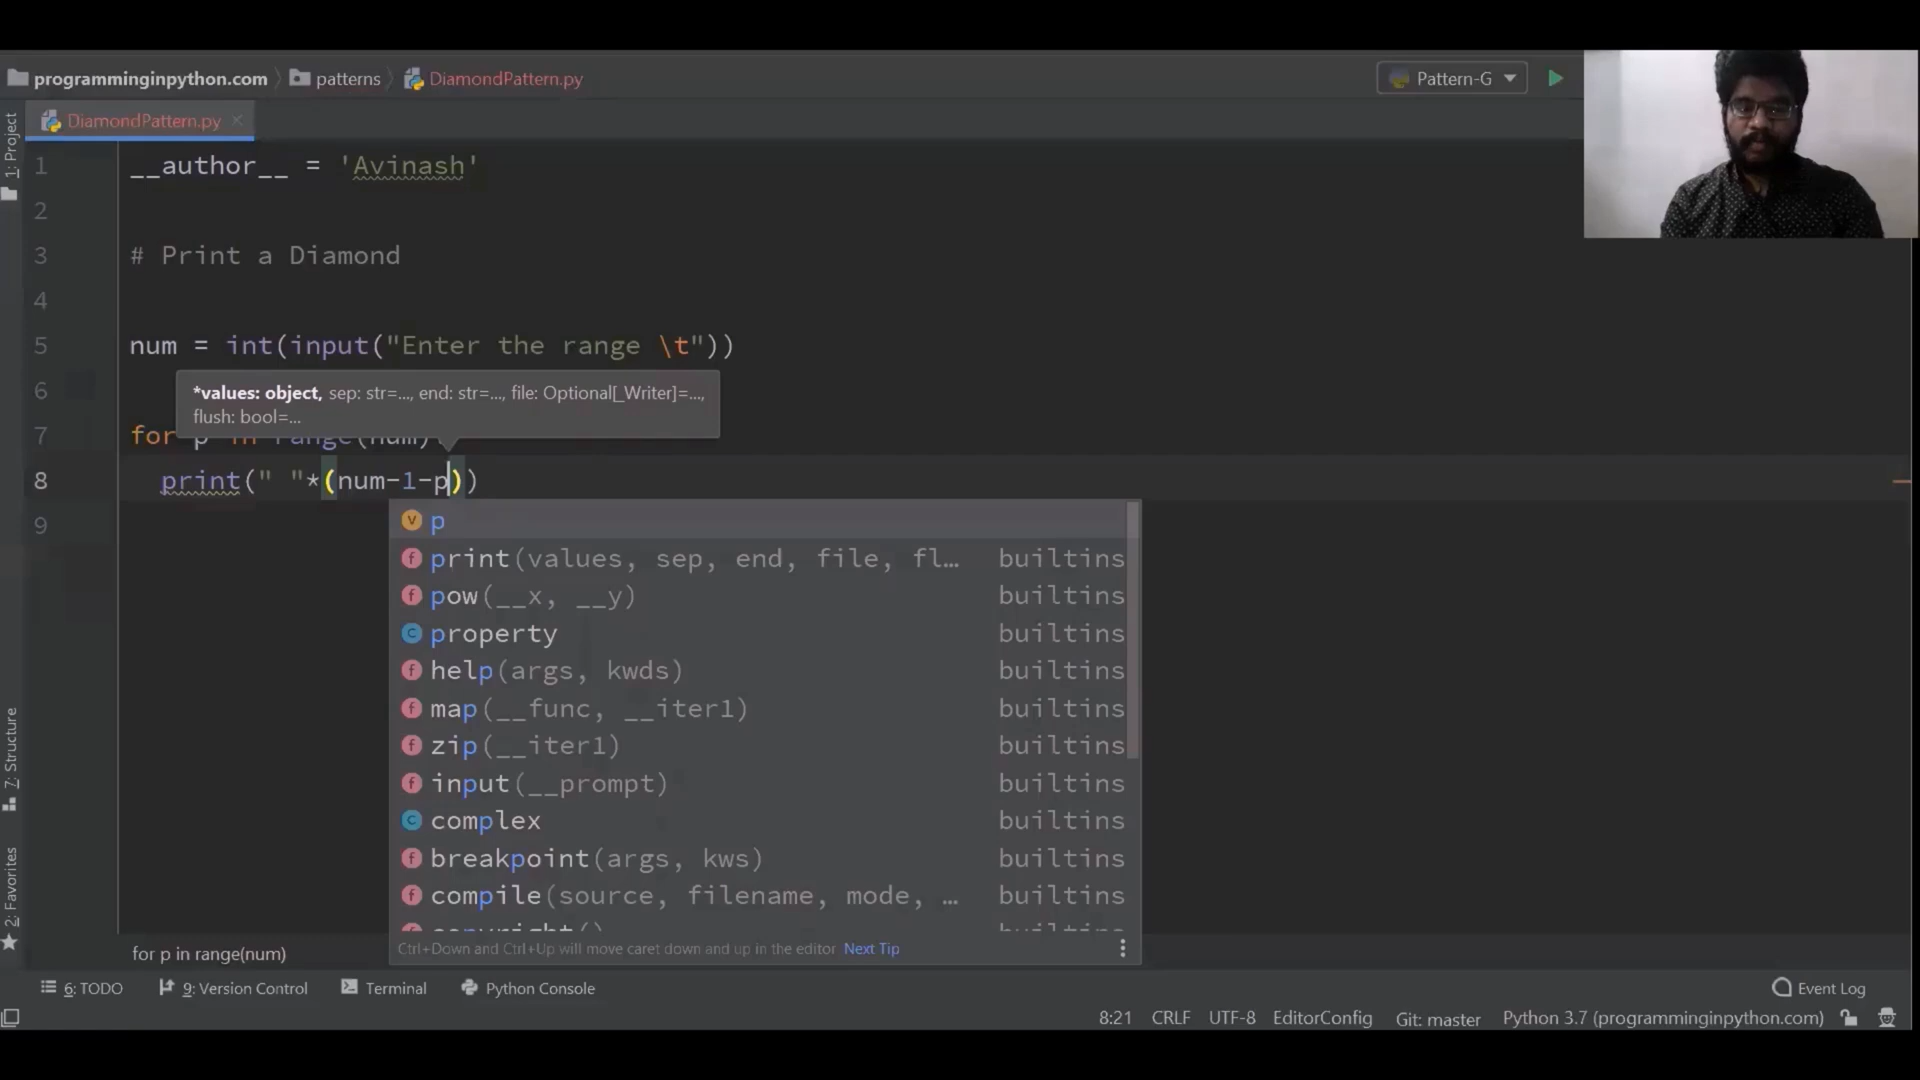 programminginpython.com patterns DiamondPattern.py Pattern-G
DiamondPattern.py
1: Project
1 __author__ = 'Avinash'
2
3 # Print a Diamond
4
5 num = int(input("Enter the range \t"))
6
*values: object, sep: str=..., end: str=..., file: Optional[_Writer]=...,
flush: bool=...
7 for p in range(num)
8 print(" "*(num-1-p))
9
p
print(values, sep, end, file, fl… builtins
pow(__x, __y) builtins
property builtins
help(args, kwds) builtins
map(__func, __iter1) builtins
zip(__iter1) builtins
input(__prompt) builtins
complex builtins
breakpoint(args, kws) builtins
compile(source, filename, mode, … builtins
copyright()
Ctrl+Down and Ctrl+Up will move caret down and up in the editor Next Tip
7: Structure
2: Favorites
for p in range(num)
6: TODO 9: Version Control Terminal Python Console Event Log
8:21 CRLF UTF-8 EditorConfig Git: master Python 3.7 (programminginpython.com)